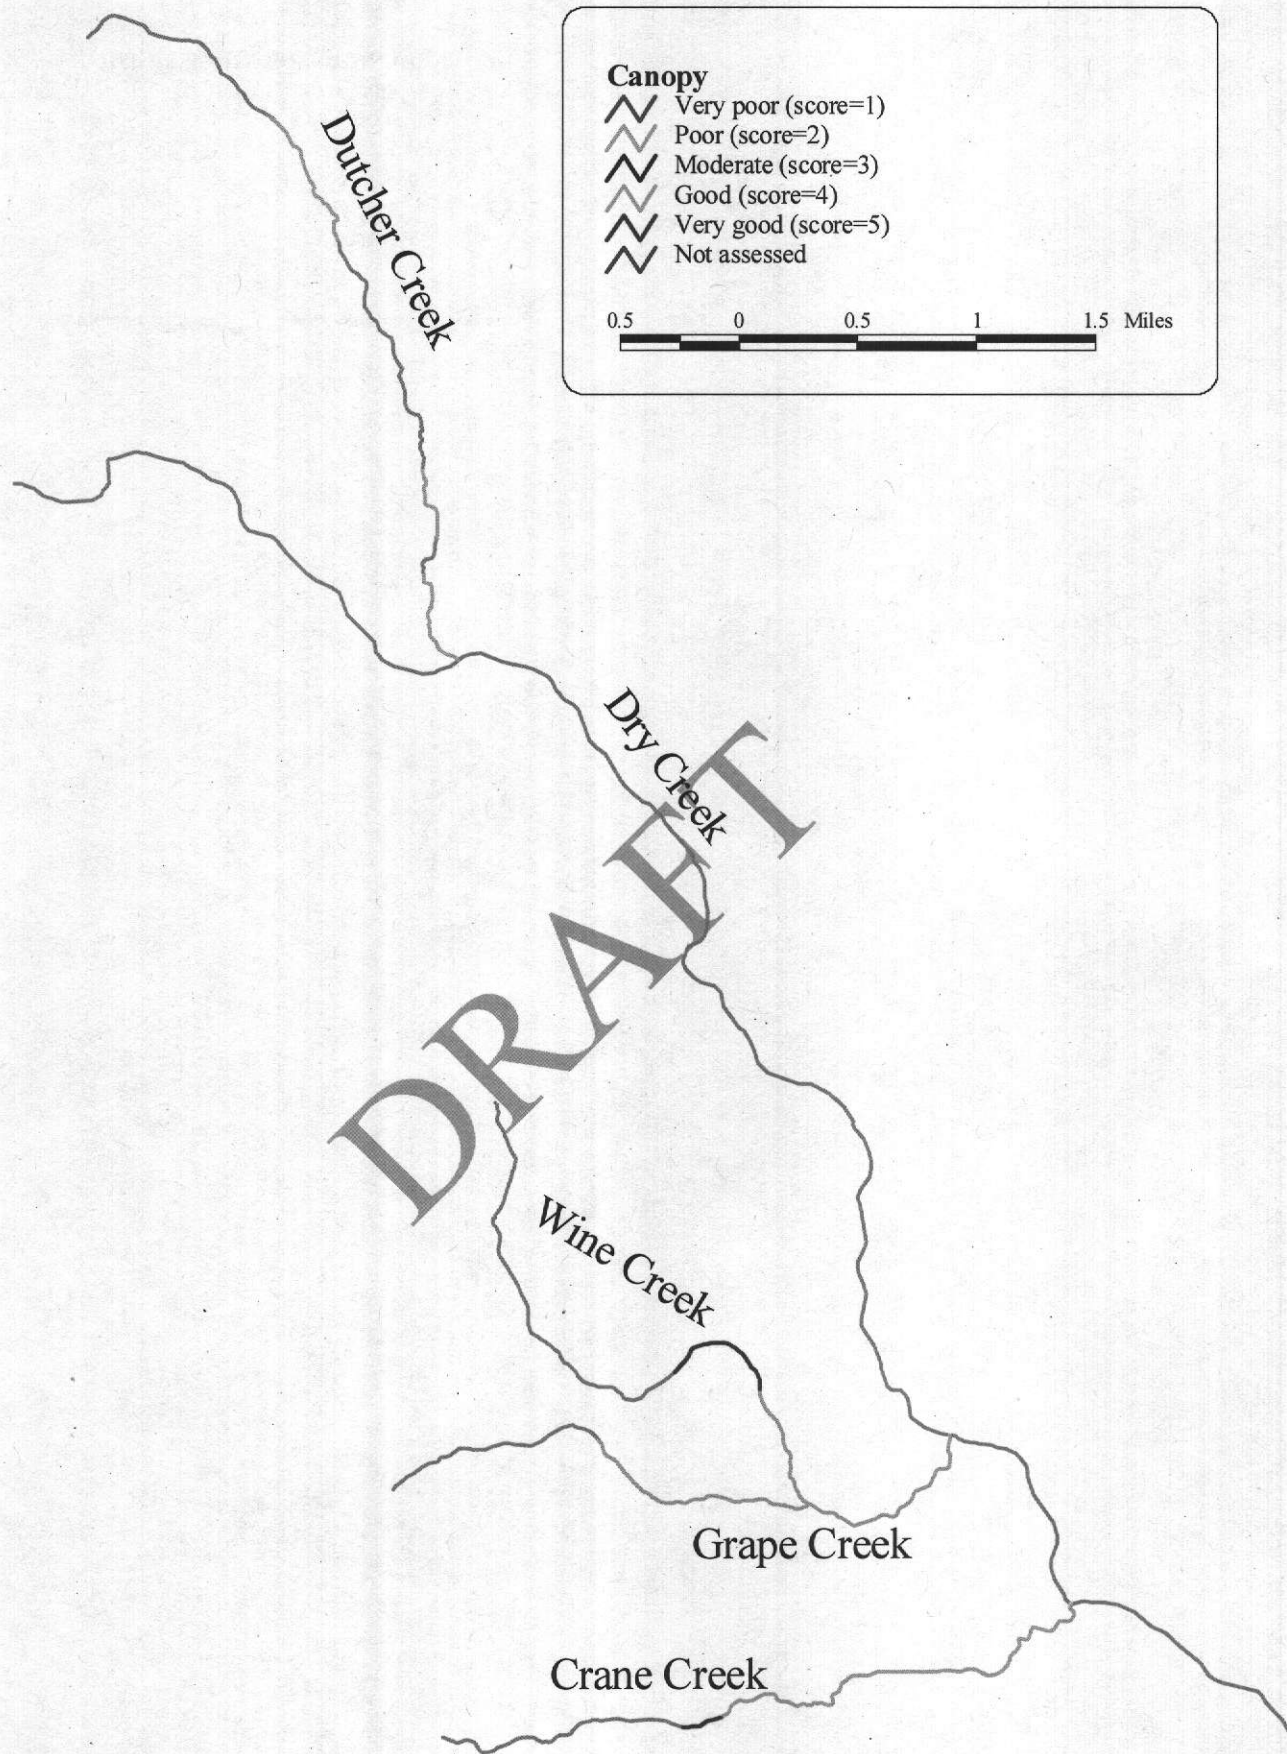 Canopy
Very poor (score=1)
Poor (score=2)
Moderate (score=3)
Good (score=4)
Very good (score=5)
Not assessed
0.5 0 0.5 1 1.5 Miles
Dutcher Creek
Dry Creek
DRAFT
Wine Creek
Grape Creek
Crane Creek